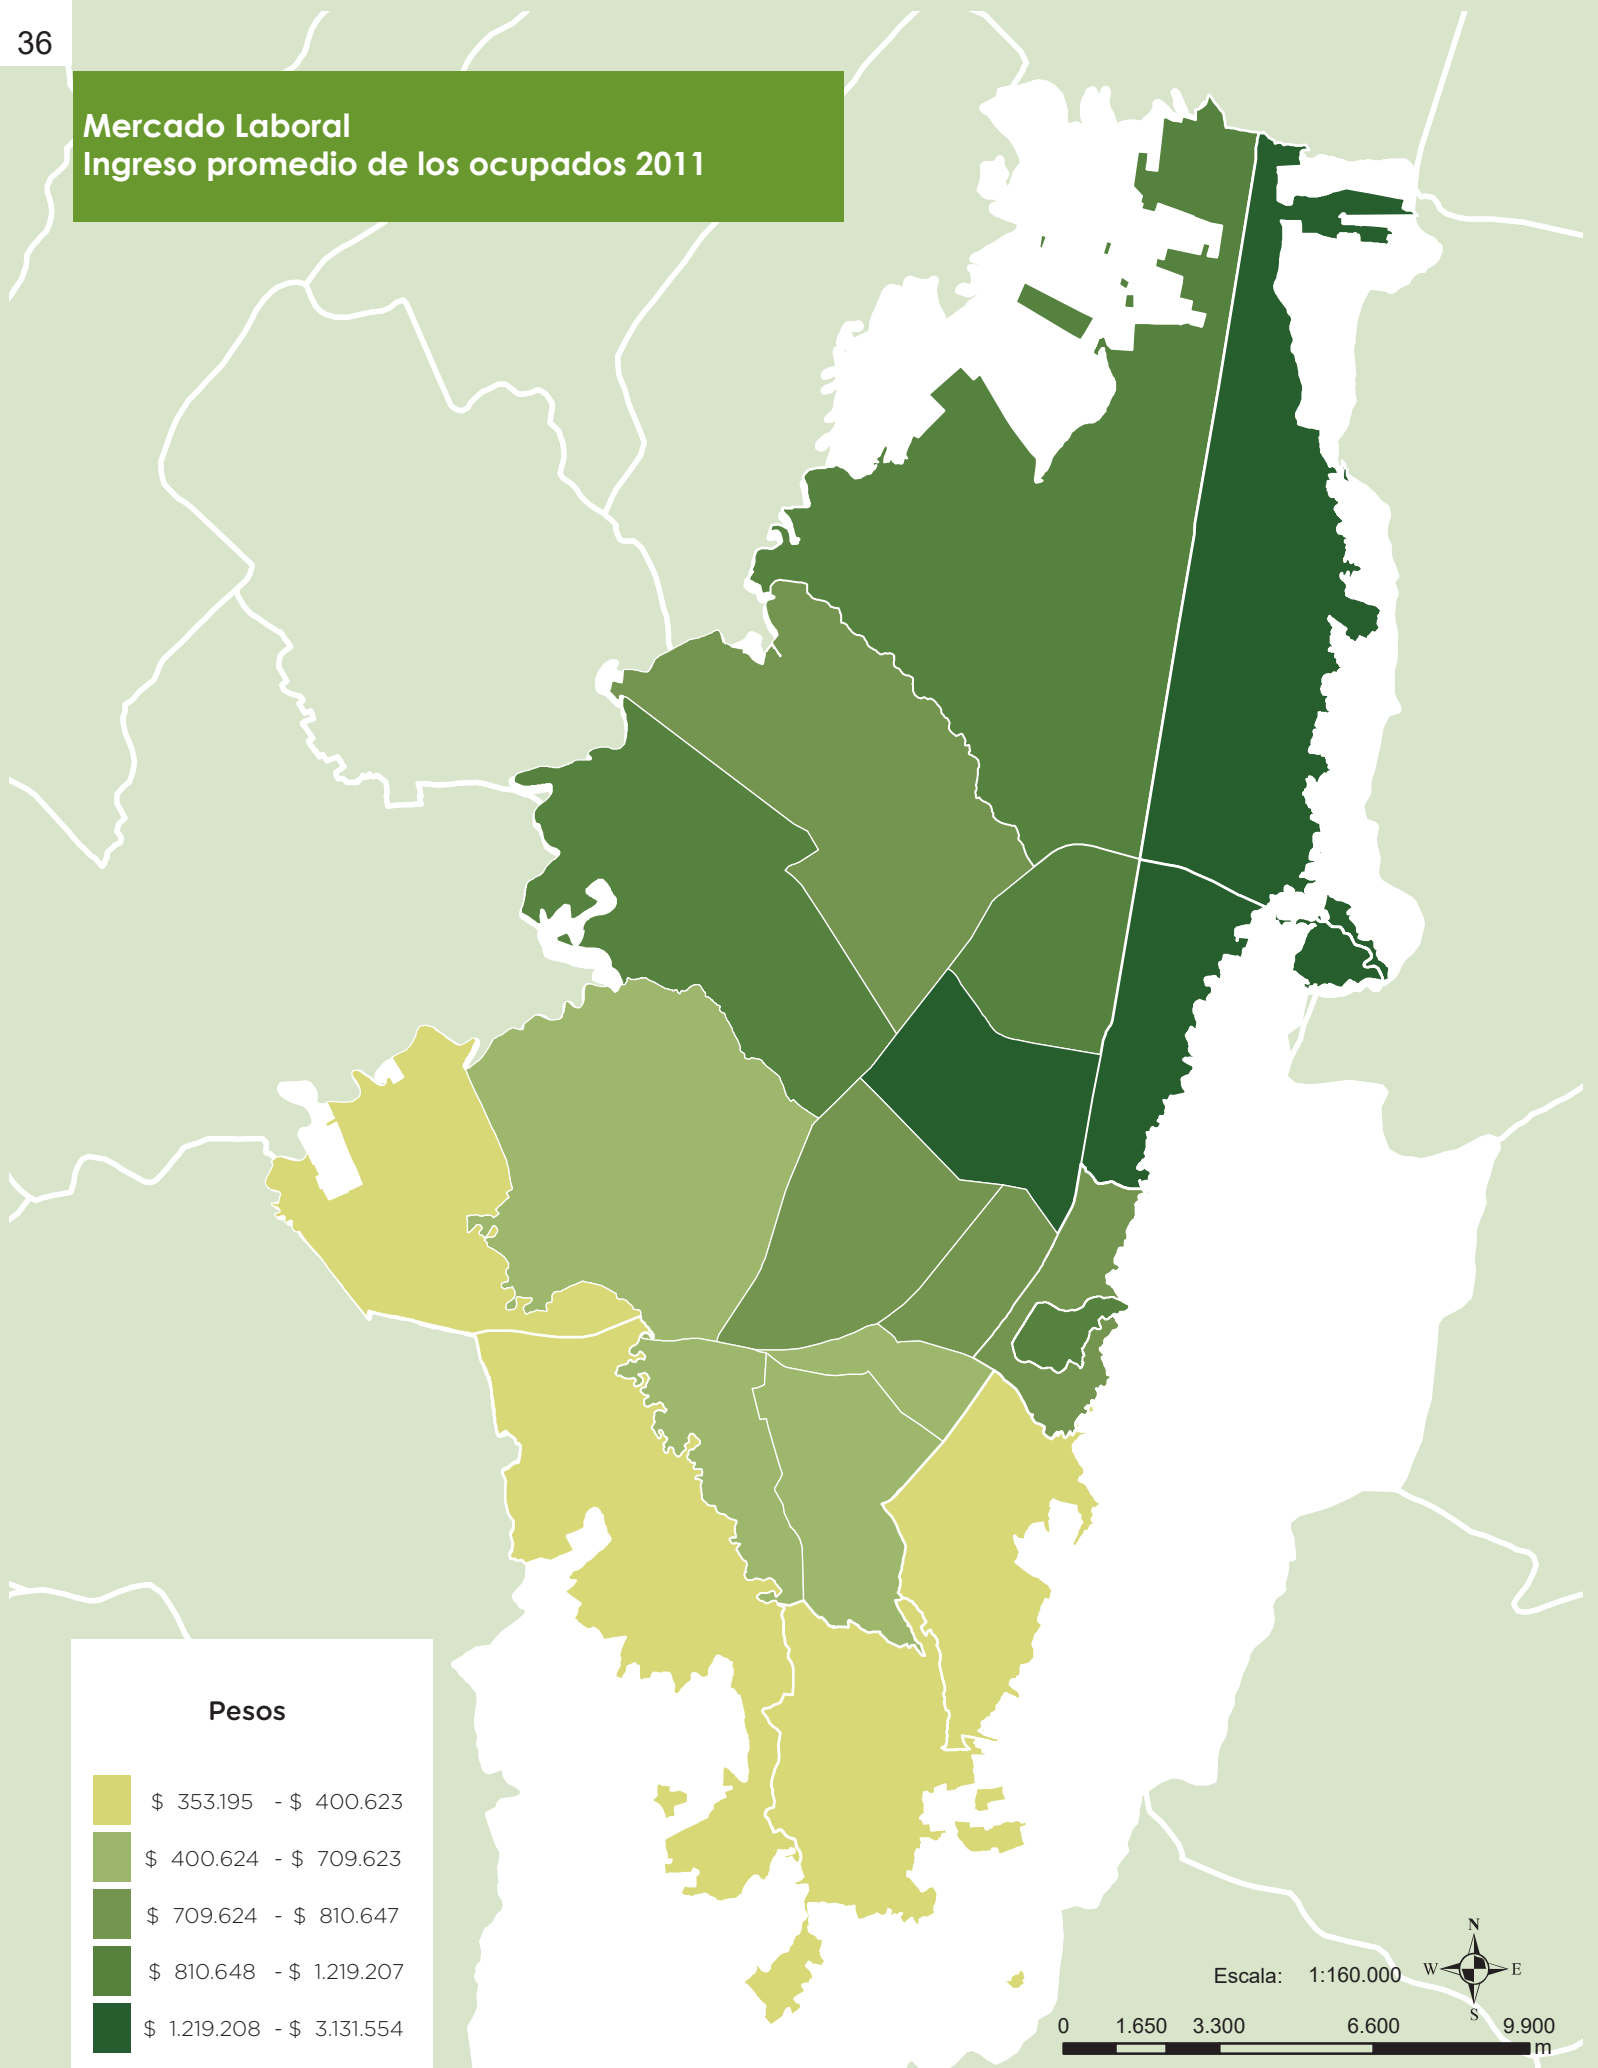 36
Mercado Laboral
Ingreso promedio de los ocupados 2011
Pesos
$ 353.195 - $ 400.623
$ 400.624 - $ 709.623
$ 709.624 - $ 810.647
$ 810.648 - $ 1.219.207
$ 1.219.208 - $ 3.131.554
Escala: 1:160.000
N
W E
S
0 1.650 3.300 6.600 9.900
m